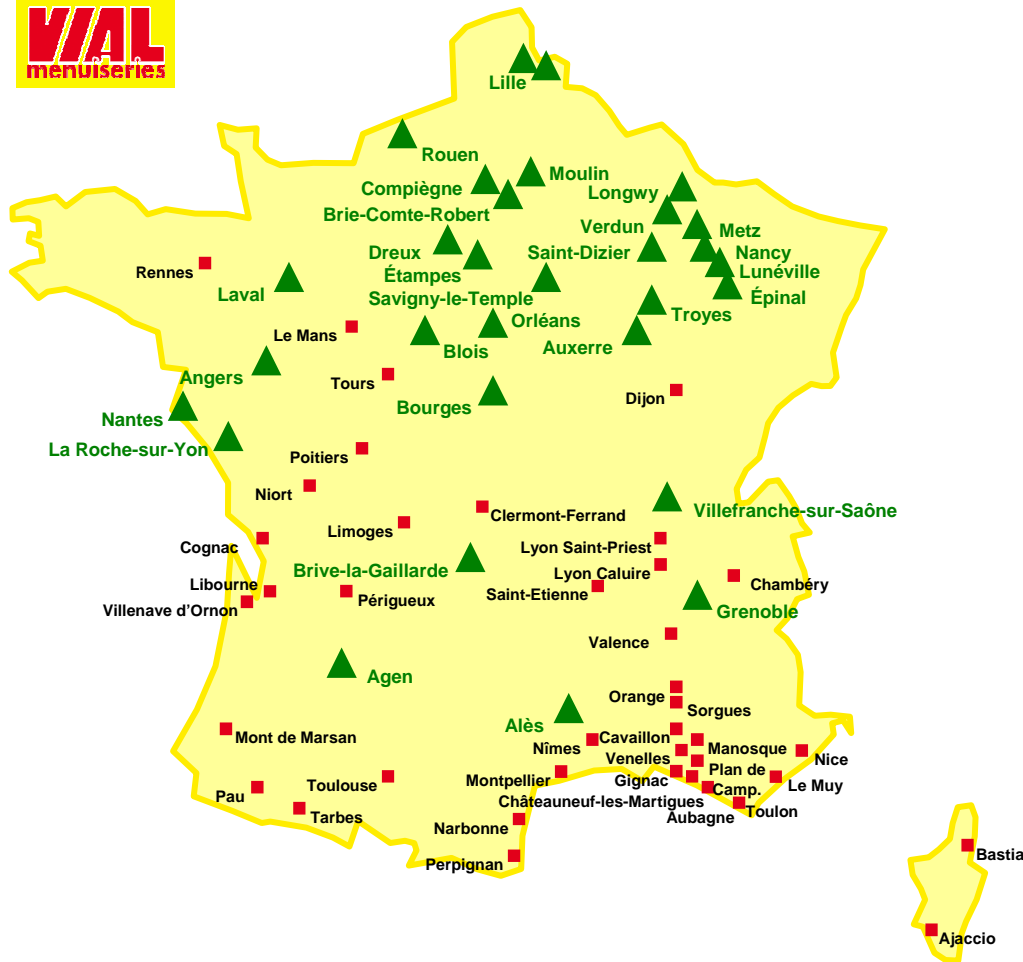 VIAL
menuiseries
Lille
Rouen
Moulin
Compiègne
Longwy
Brie-Comte-Robert
Verdun
Metz
Dreux
Saint-Dizier
Nancy
Rennes
Étampes
Lunéville
Laval
Savigny-le-Temple
Épinal
Orléans
Troyes
Le Mans
Blois
Auxerre
Angers
Tours
Bourges
Dijon
Nantes
La Roche-sur-Yon
Poitiers
Niort
Clermont-Ferrand
Villefranche-sur-Saône
Limoges
Cognac
Lyon Saint-Priest
Brive-la-Gaillarde
Lyon Caluire
Chambéry
Libourne
Périgueux
Saint-Etienne
Villenave d’Ornon
Grenoble
Valence
Agen
Orange
Sorgues
Alès
Mont de Marsan
Cavaillon
Nîmes
Manosque
Nice
Venelles
Toulouse
Montpellier
Gignac
Plan de
Camp.
Le Muy
Pau
Châteauneuf-les-Martigues
Tarbes
Aubagne
Toulon
Narbonne
Perpignan
Bastia
Ajaccio